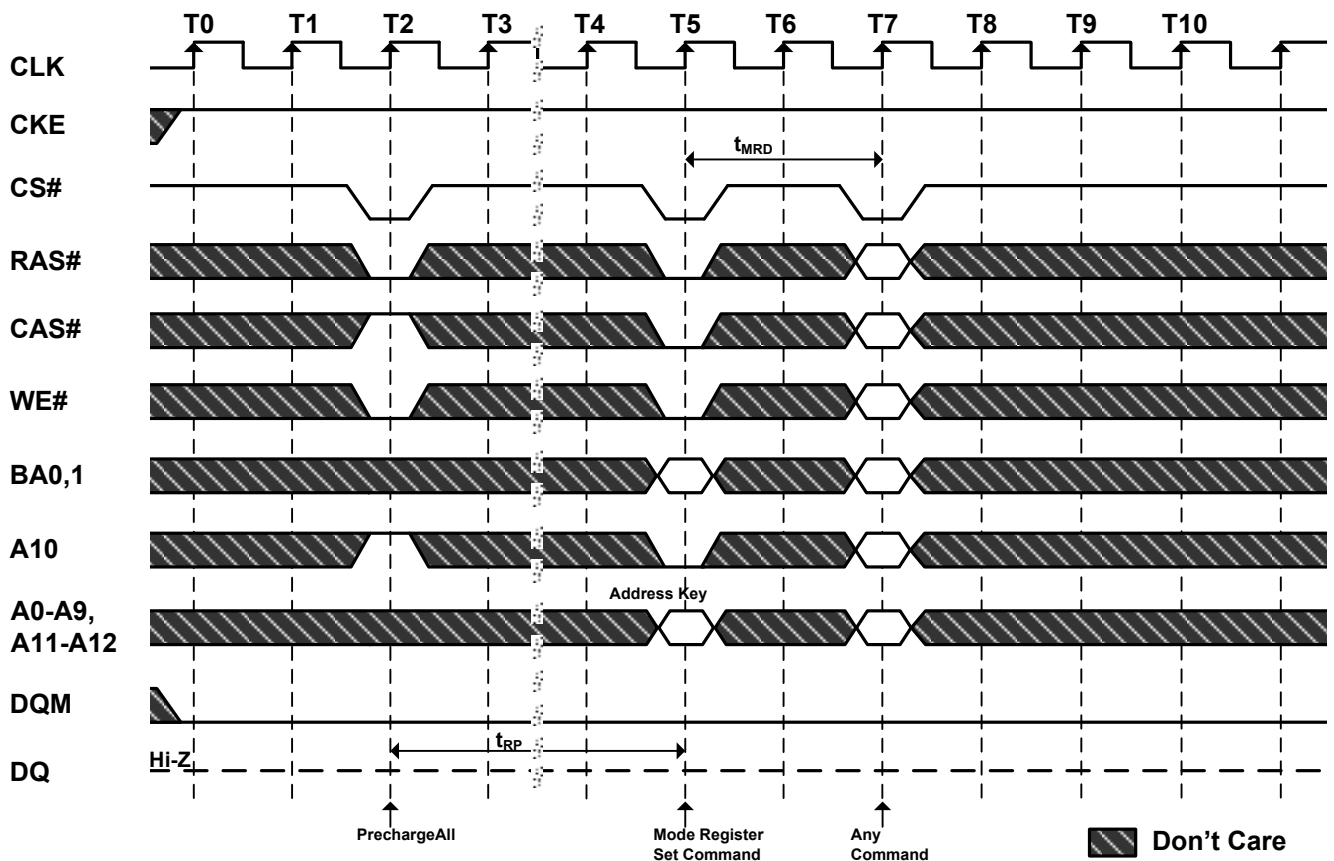 T0 T1 T2 T3 T4 T5 T6 T7 T8 T9 T10
CLK
CKE
tMRD
CS#
RAS#
CAS#
WE#
BA0,1
A10
Address Key
A0-A9,
A11-A12
DQM
tRP
Hi-Z
DQ
PrechargeAll
Mode Register
Set Command
Any
Command
Don't Care